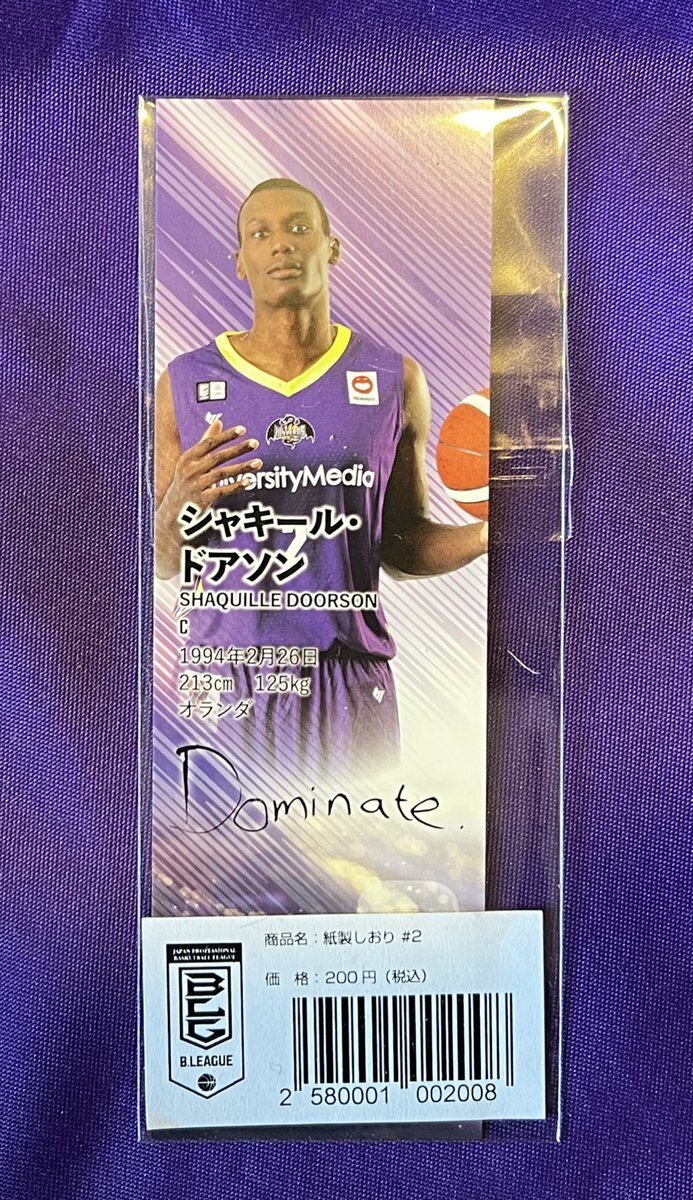 UniversityMedia
7
シャキール・
ドアソン
SHAQUILLE DOORSON
C
1994年2月26日
213cm 125kg
オランダ
Dominate.
商品名：紙製しおり #2
価 格：200円（税込）
JAPAN PROFESSIONAL
BASKETBALL LEAGUE
B.LEAGUE
2 580001 002008